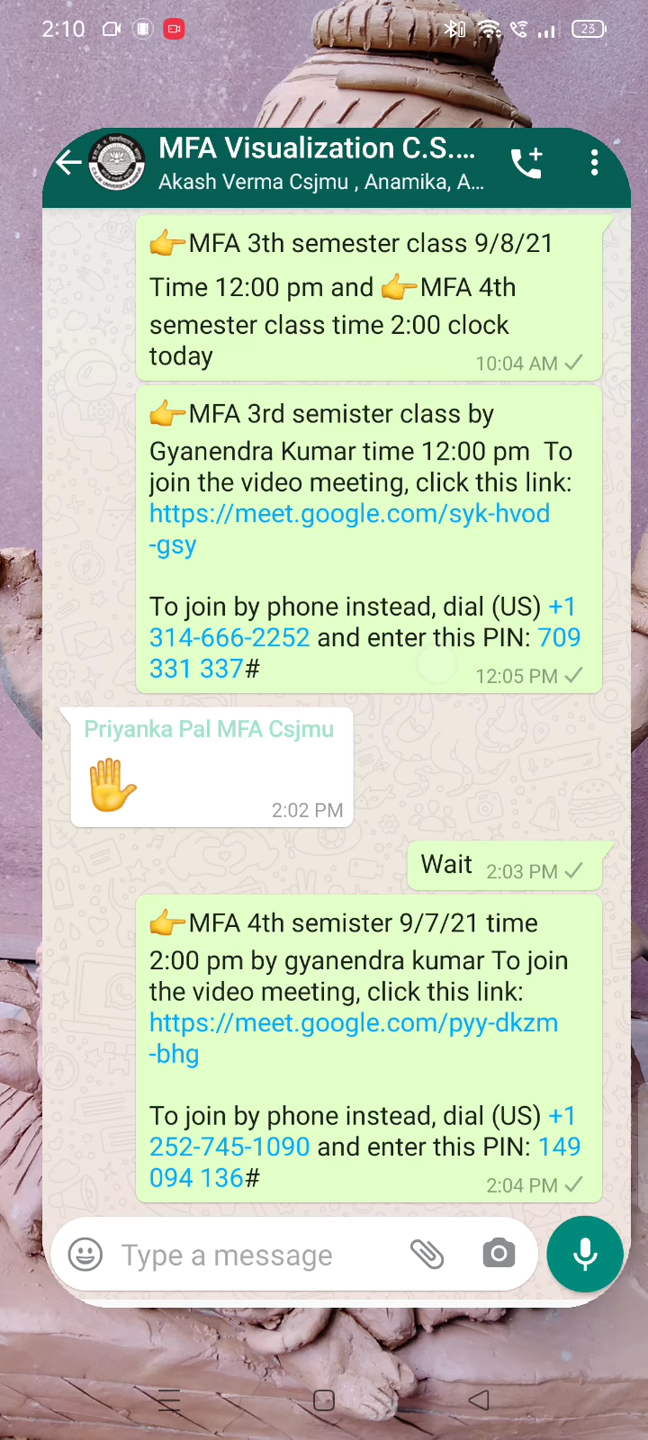 2:10
23
MFA Visualization C.S....
Akash Verma Csjmu , Anamika, A...
👉MFA 3th semester class 9/8/21
Time 12:00 pm and 👉MFA 4th
semester class time 2:00 clock
today
10:04 AM
👉MFA 3rd semister class by
Gyanendra Kumar time 12:00 pm To
join the video meeting, click this link:
https://meet.google.com/syk-hvod
-gsy
To join by phone instead, dial (US) +1
314-666-2252 and enter this PIN: 709
331 337#
12:05 PM
Priyanka Pal MFA Csjmu
🖐
2:02 PM
Wait 2:03 PM
👉MFA 4th semister 9/7/21 time
2:00 pm by gyanendra kumar To join
the video meeting, click this link:
https://meet.google.com/pyy-dkzm
-bhg
To join by phone instead, dial (US) +1
252-745-1090 and enter this PIN: 149
094 136#
2:04 PM
Type a message